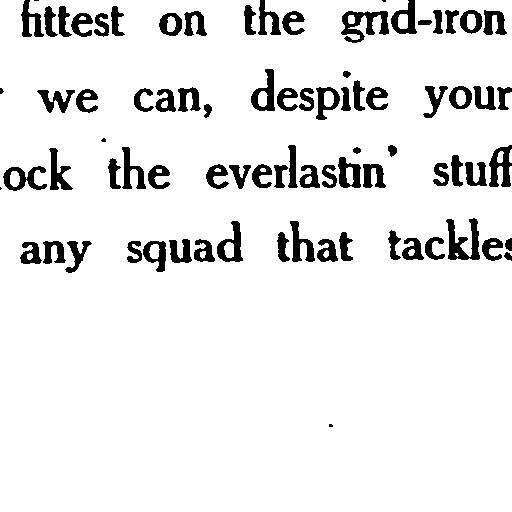 fittest on the grid-iron
we can, despite your
ock the everlastin' stuff
any squad that tackles